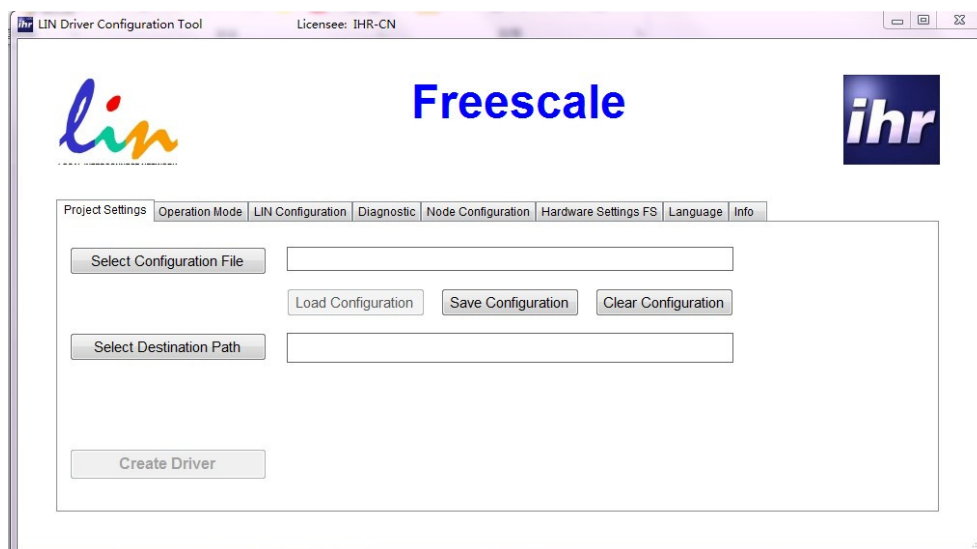 ihr LIN Driver Configuration Tool Licensee: IHR-CN
lin
Freescale
ihr
Project Settings Operation Mode LIN Configuration Diagnostic Node Configuration Hardware Settings FS Language Info
Select Configuration File
Load Configuration Save Configuration Clear Configuration
Select Destination Path
Create Driver